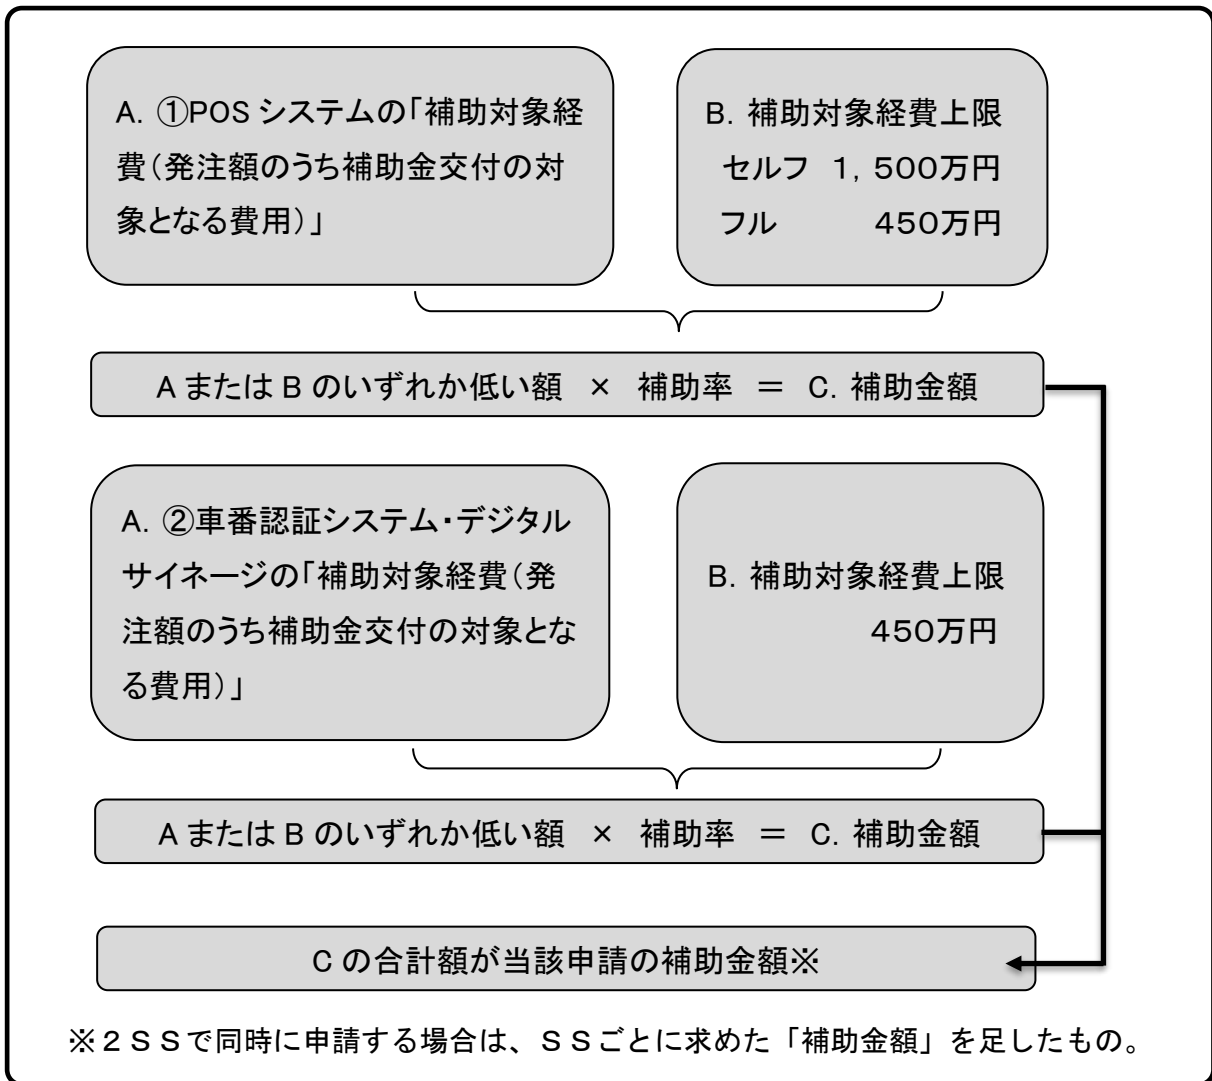 A. ①POS システムの「補助対象経
費（発注額のうち補助金交付の対
象となる費用）」
B. 補助対象経費上限
セルフ　１，５００万円
フル　　　４５０万円
A または B のいずれか低い額　×　補助率　＝　C. 補助金額
A. ②車番認証システム・デジタル
サイネージの「補助対象経費（発
注額のうち補助金交付の対象とな
る費用）」
B. 補助対象経費上限
４５０万円
A または B のいずれか低い額　×　補助率　＝　C. 補助金額
C の合計額が当該申請の補助金額※
※２ＳＳで同時に申請する場合は、ＳＳごとに求めた「補助金額」を足したもの。